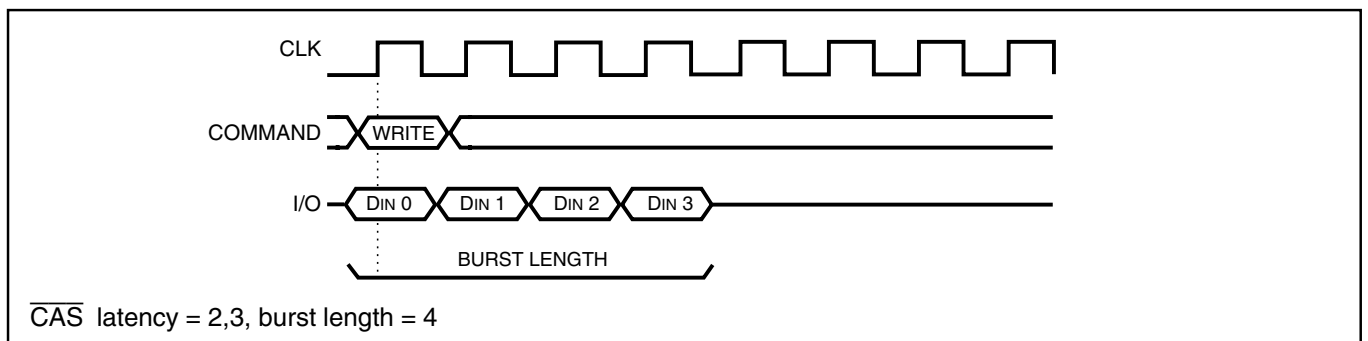 CLK
COMMAND WRITE
I/O DIN 0 DIN 1 DIN 2 DIN 3
BURST LENGTH
C̅A̅S̅ latency = 2,3, burst length = 4